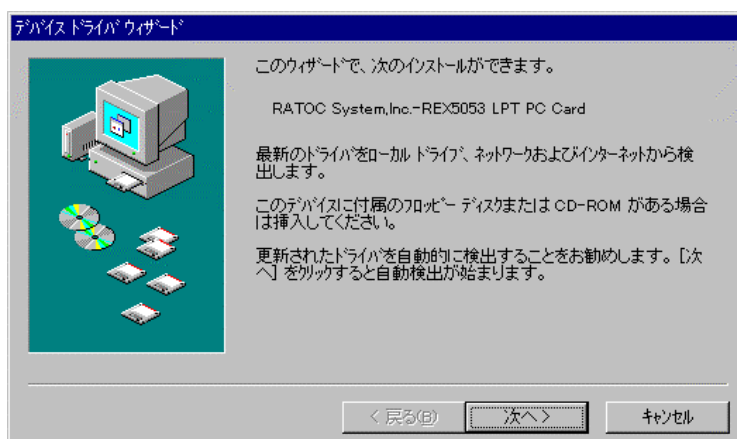 デバイス ドライバ ウィザード
このウィザードで、次のインストールができます。
RATOC System,Inc.-REX5053 LPT PC Card
最新のドライバをローカル ドライブ、ネットワークおよびインターネットから検
出します。
このデバイスに付属のフロッピー ディスクまたは CD-ROM がある場合
は挿入してください。
更新されたドライバを自動的に検出することをお勧めします。[次
へ] をクリックすると自動検出が始まります。
< 戻る(B)
次へ >
キャンセル